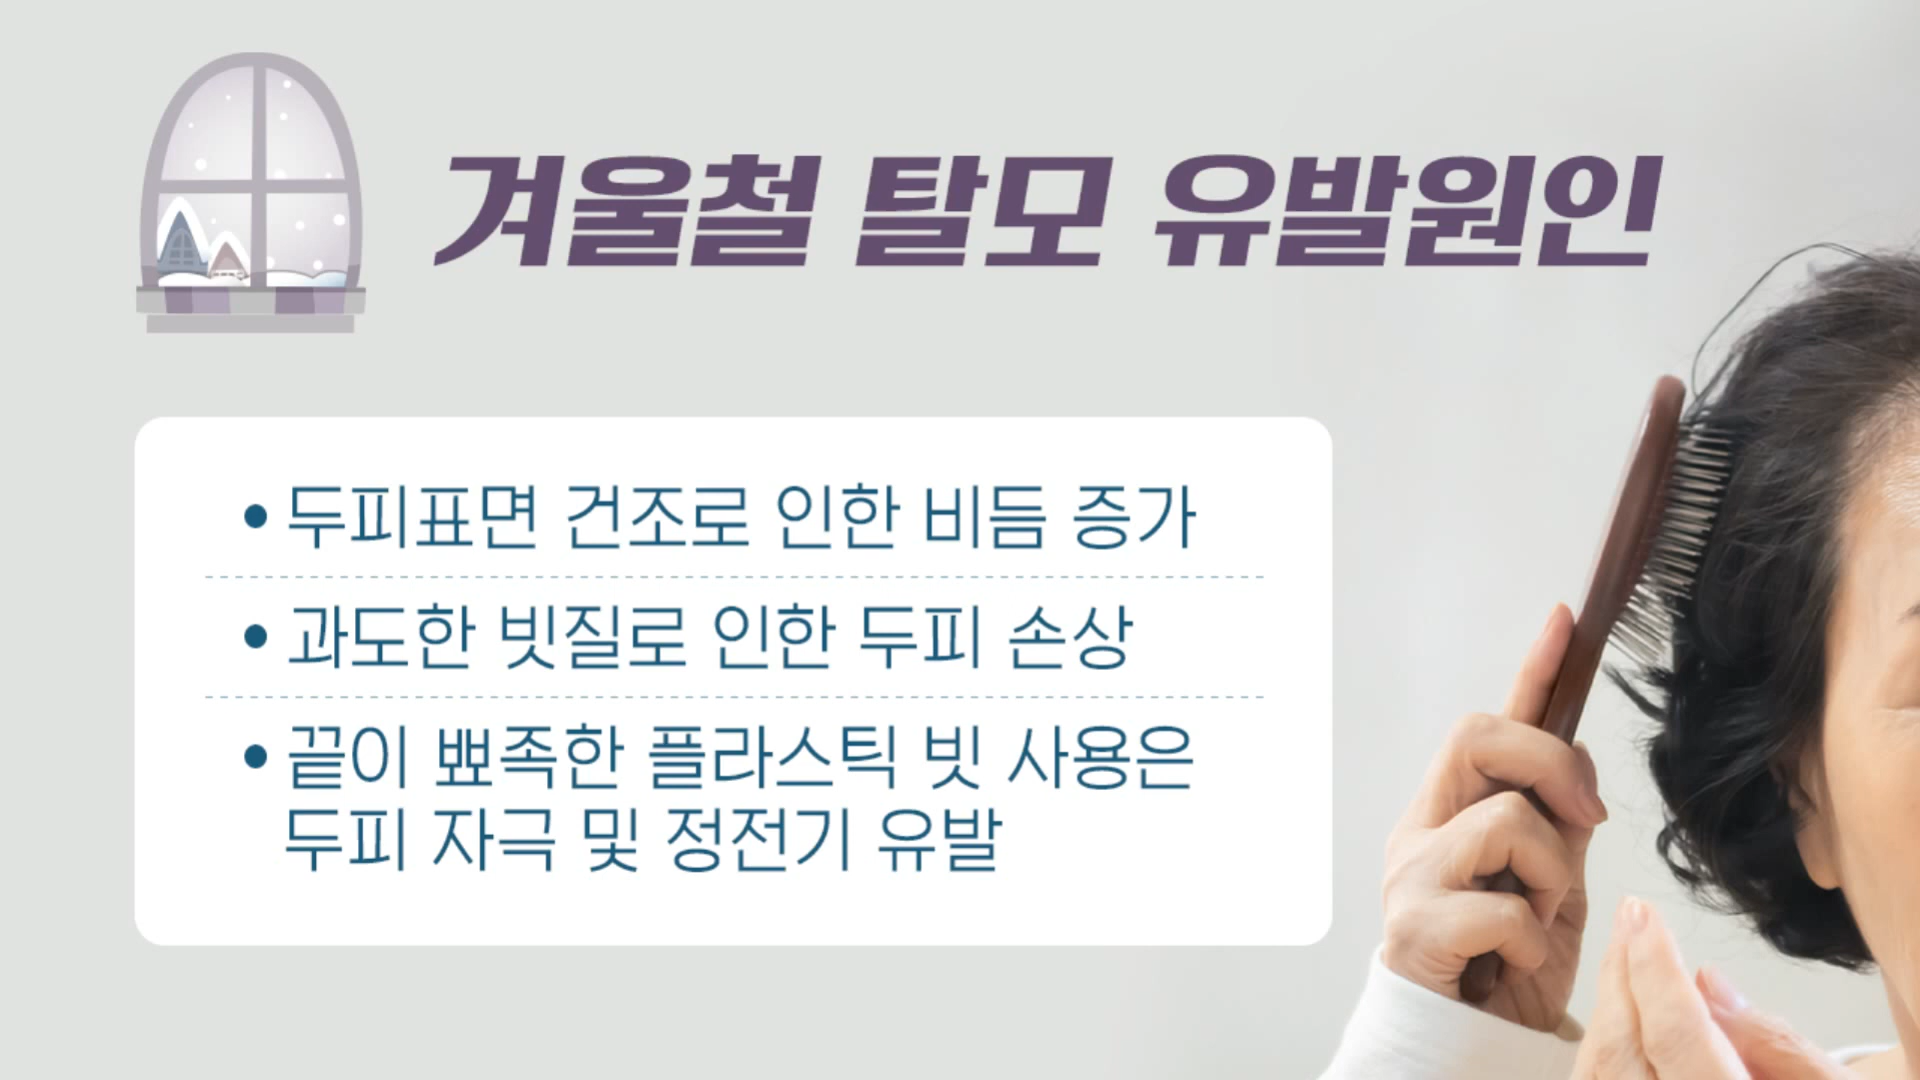 겨울철 탈모 유발원인
• 두피표면 건조로 인한 비듬 증가
• 과도한 빗질로 인한 두피 손상
• 끝이 뾰족한 플라스틱 빗 사용은
두피 자극 및 정전기 유발